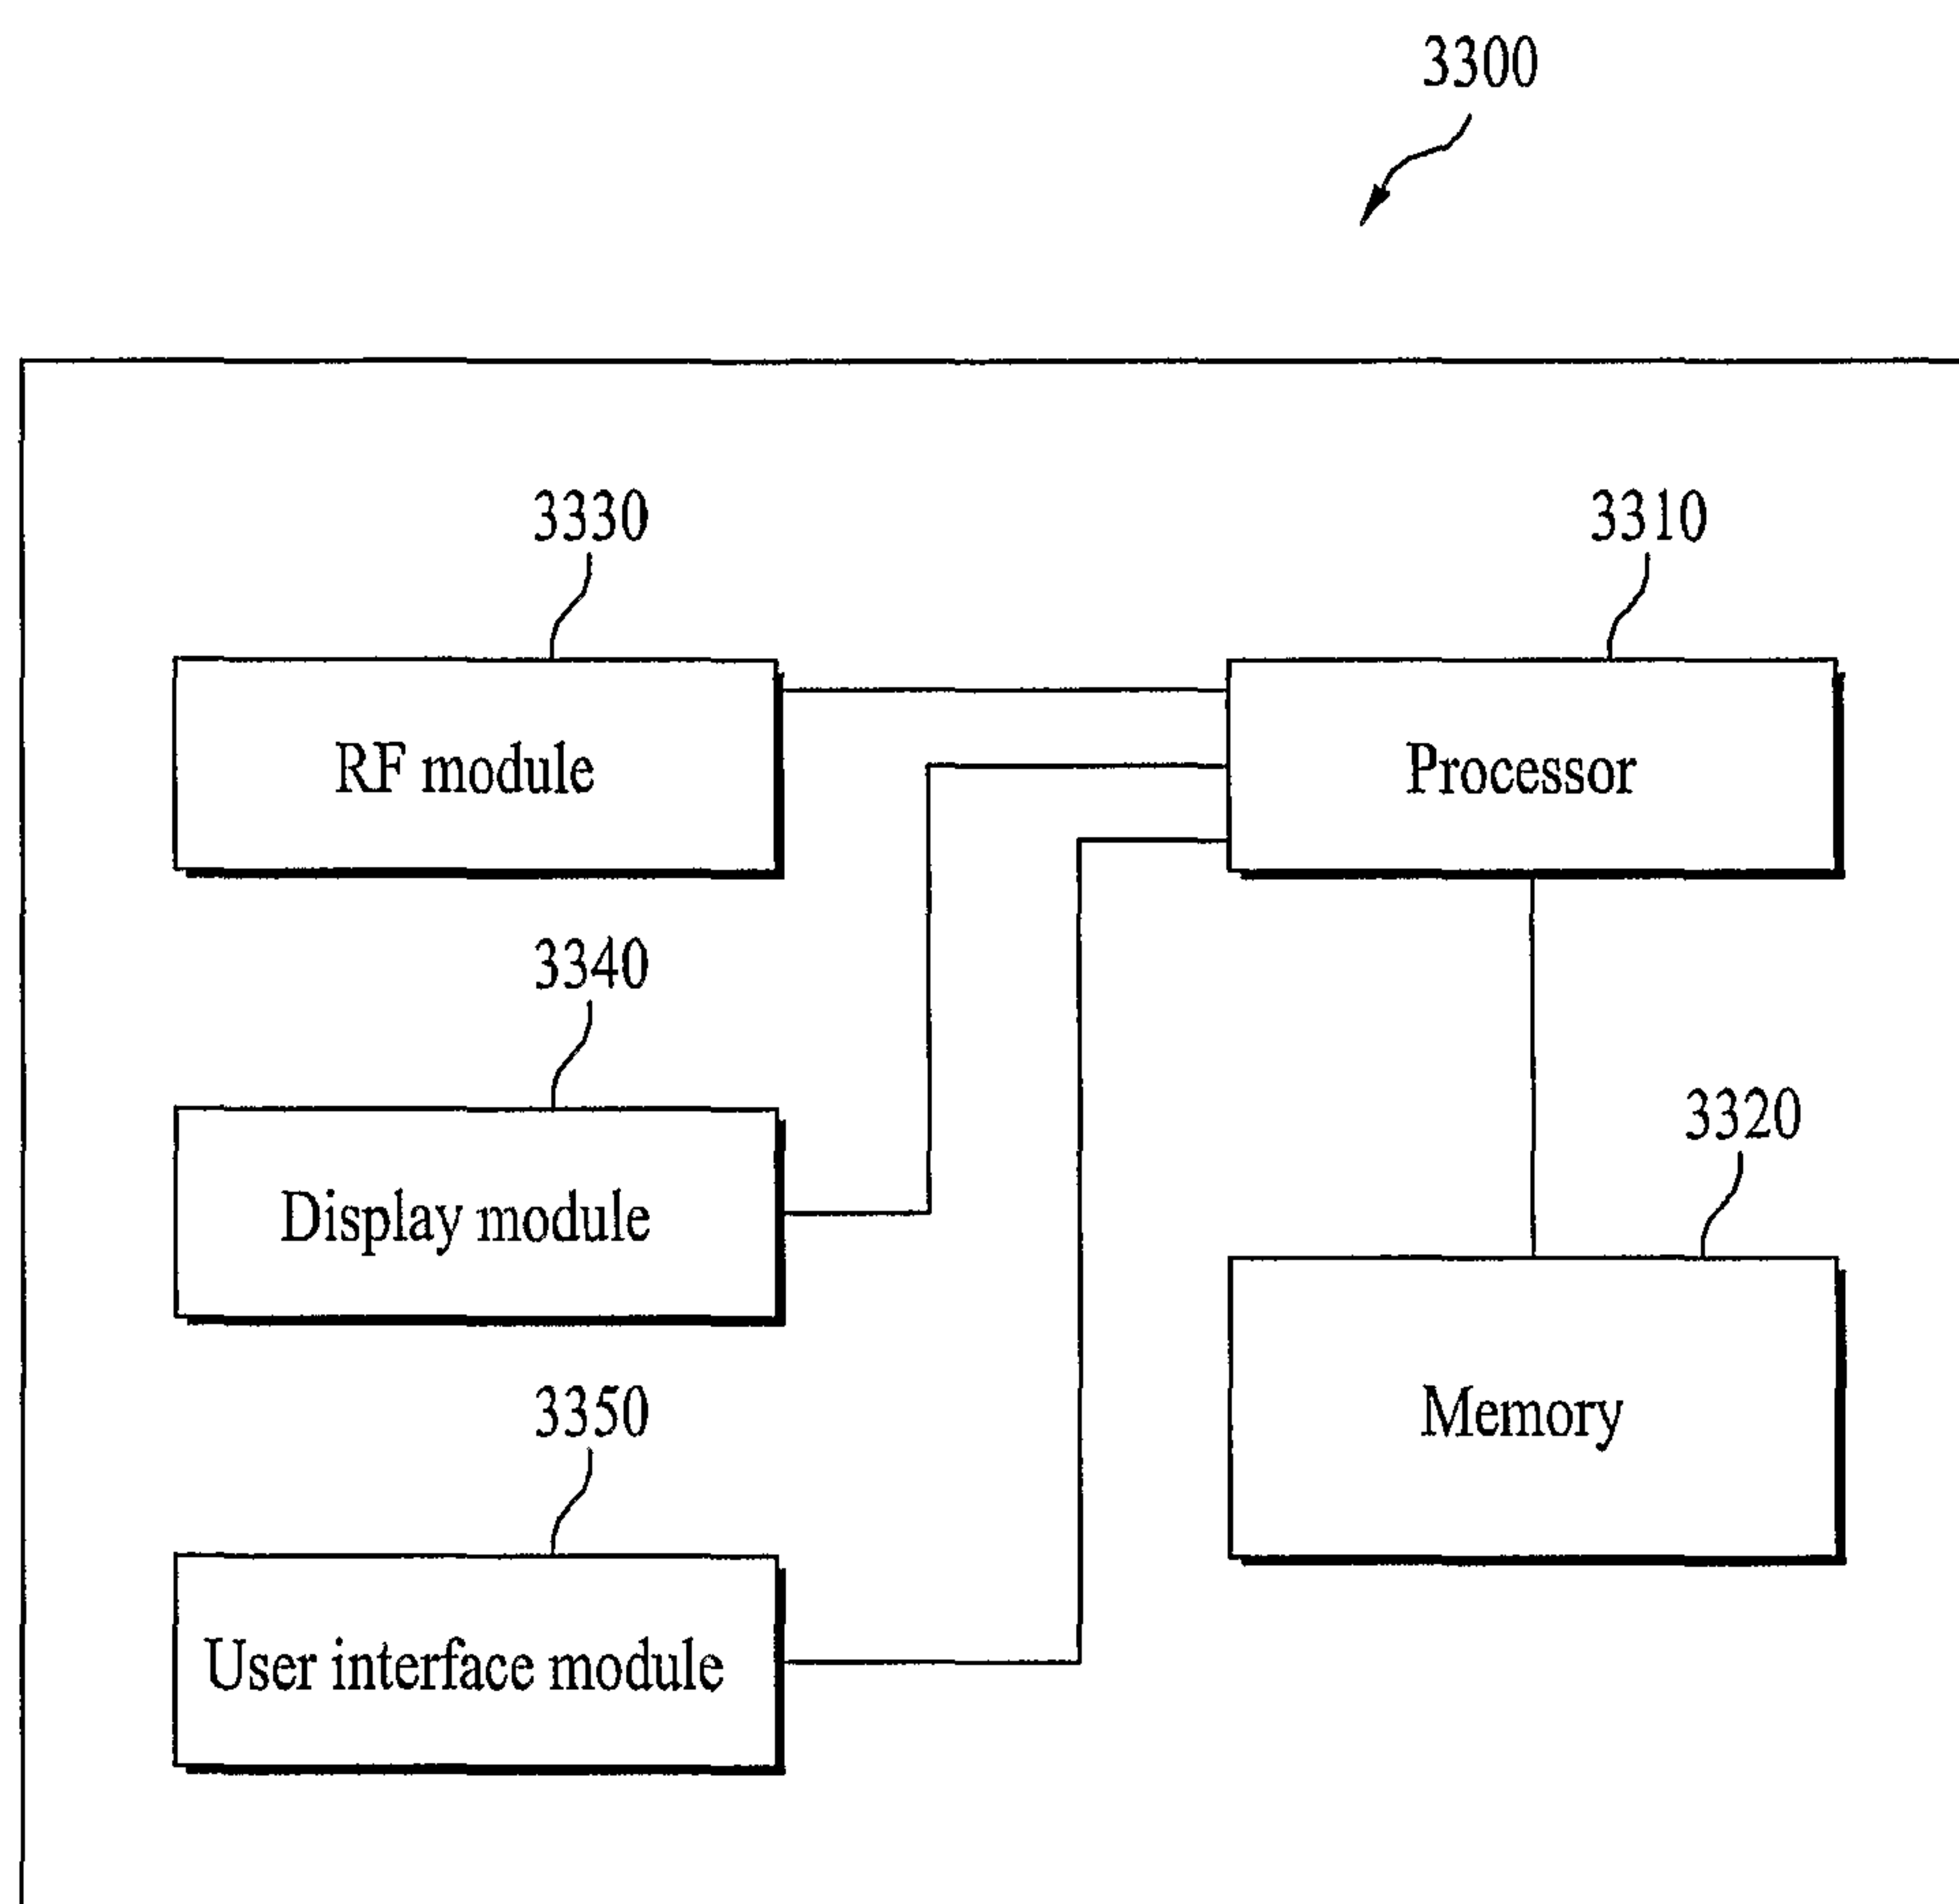 3300
3330
3310
RF module
Processor
3340
3320
Display module
Memory
3350
User interface module